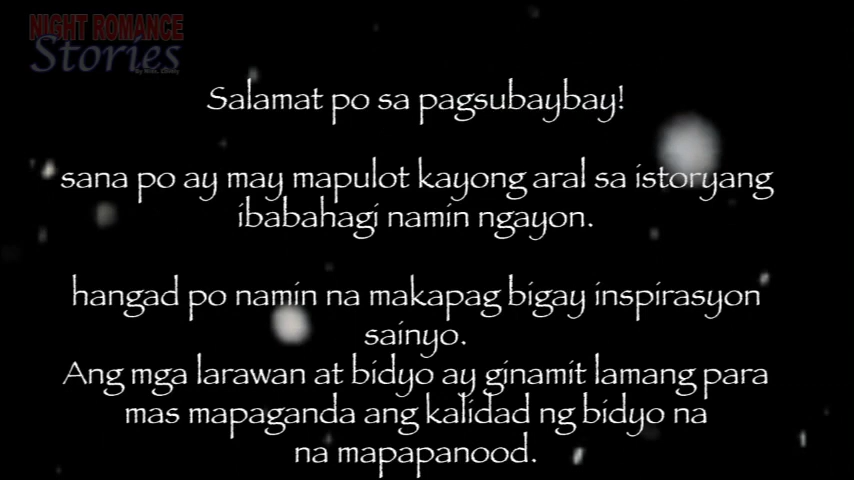 NIGHT ROMANCE
Stories
Salamat po sa pagsubaybay!
sana po ay may mapulot kayong aral sa istoryang
ibabahagi namin ngayon.
hangad po namin na makapag bigay inspirasyon
sainyo.
Ang mga larawan at bidyo ay ginamit lamang para
mas mapaganda ang kalidad ng bidyo na
na mapapanood.